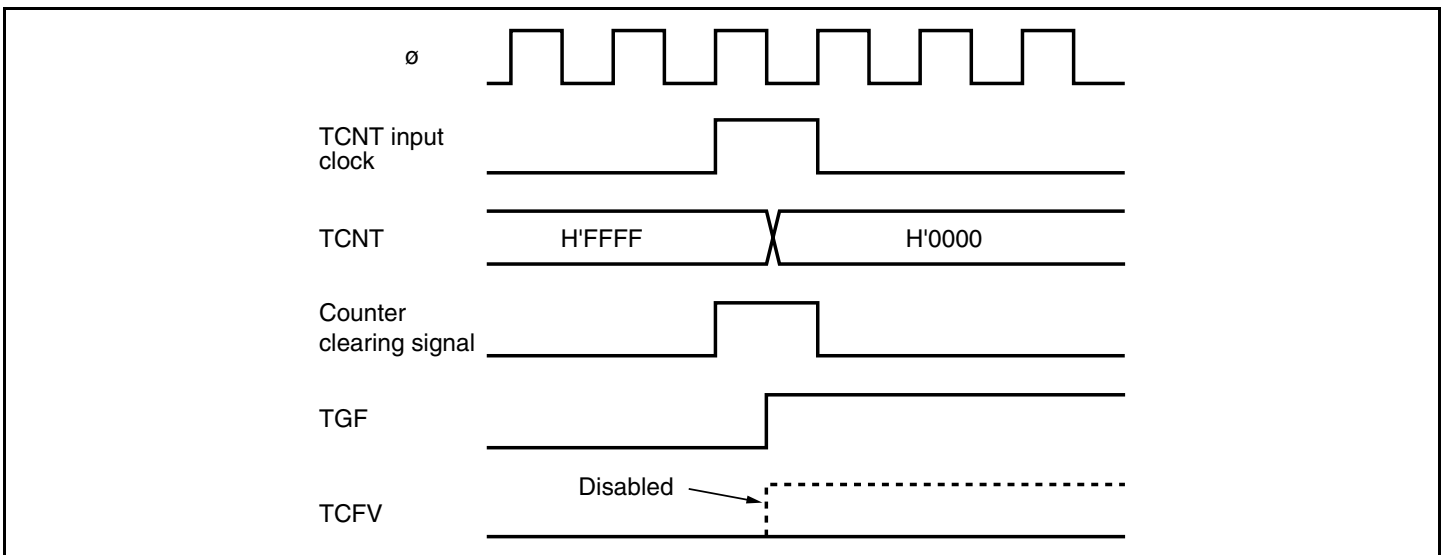 ø
TCNT input
clock
TCNT
H'FFFF
H'0000
Counter
clearing signal
TGF
Disabled
TCFV